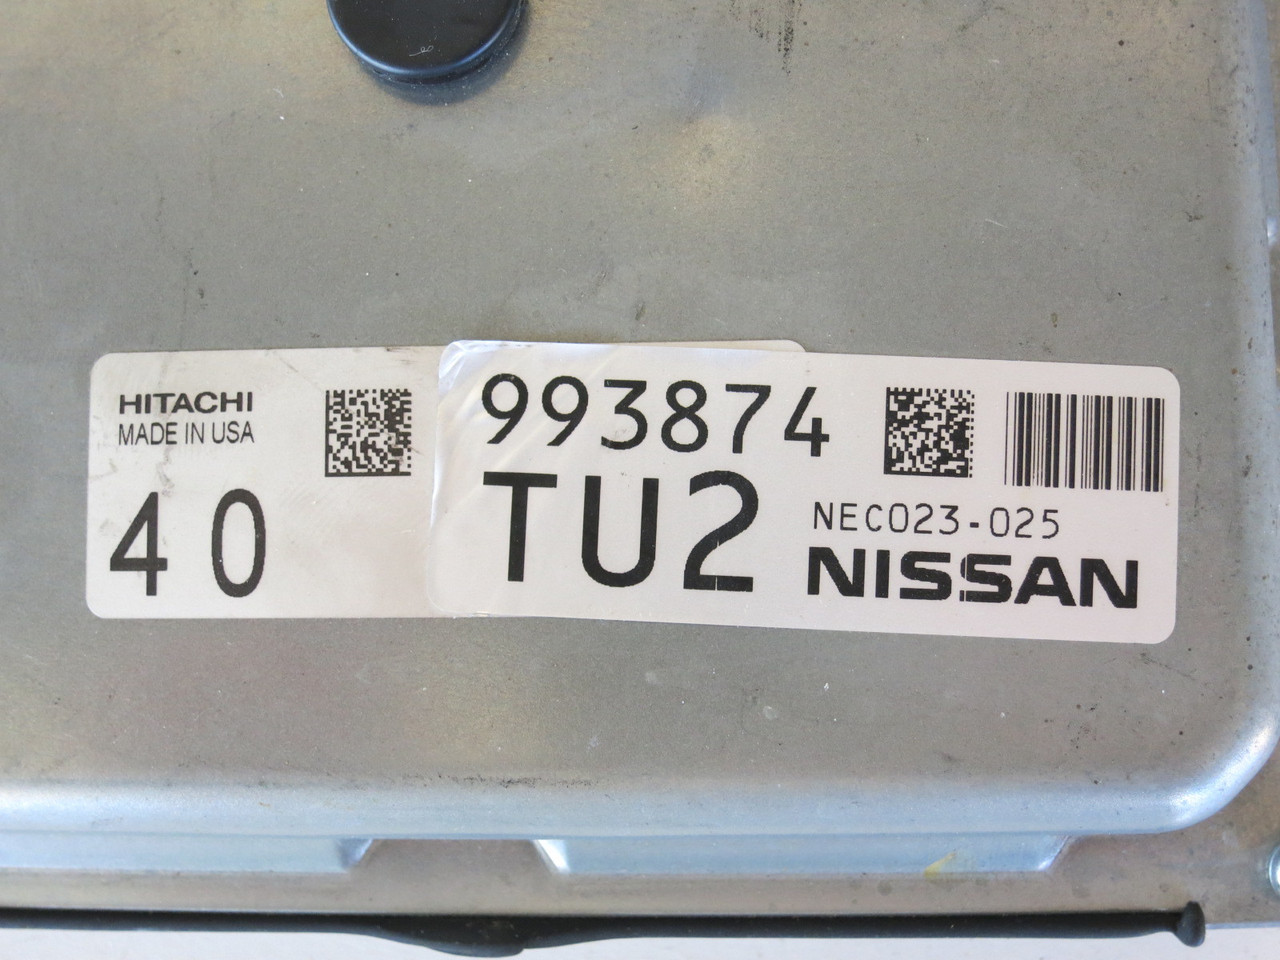 HITACHI
MADE IN USA
40
993874
TU2
NEC023-025
NISSAN